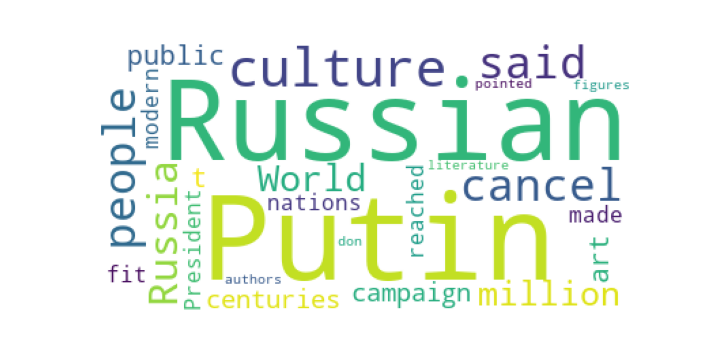 public
culture
said
pointed
figures
modern
Russian
people
literature
Russia
t
World
cancel
President
nations
reached
made
Putin
don
art
fit
authors
centuries
campaign
million